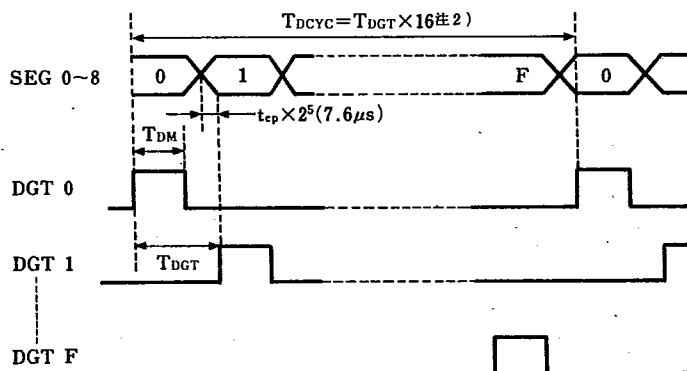 TDCYC=TDGT×16注2)
SEG 0~8
0
1
F
0
tcp×2⁵(7.6μs)
TDM
DGT 0
DGT 1
TDGT
DGT F